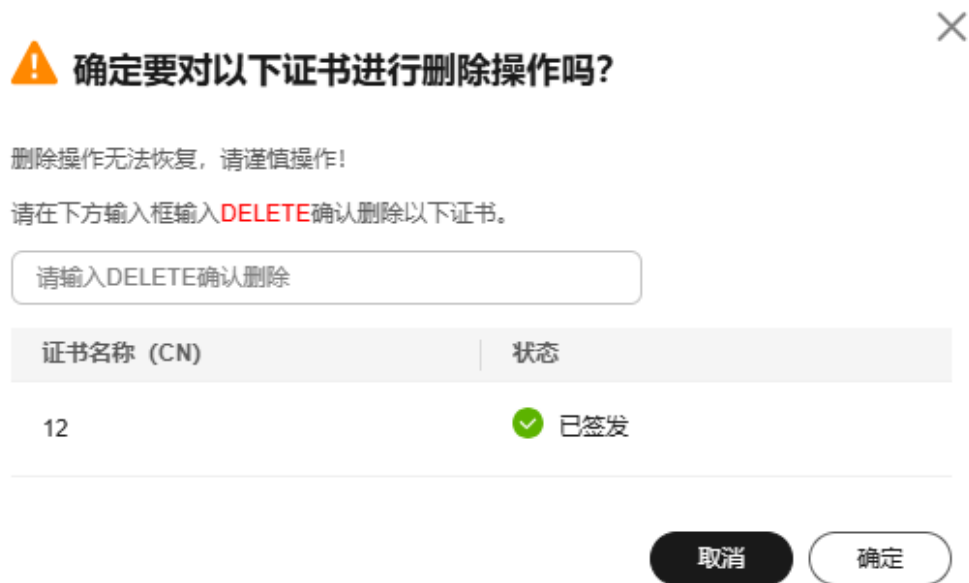 确定要对以下证书进行删除操作吗？
删除操作无法恢复，请谨慎操作！
请在下方输入框输入DELETE确认删除以下证书。
请输入DELETE确认删除
证书名称（CN） 状态
12 已签发
取消 确定